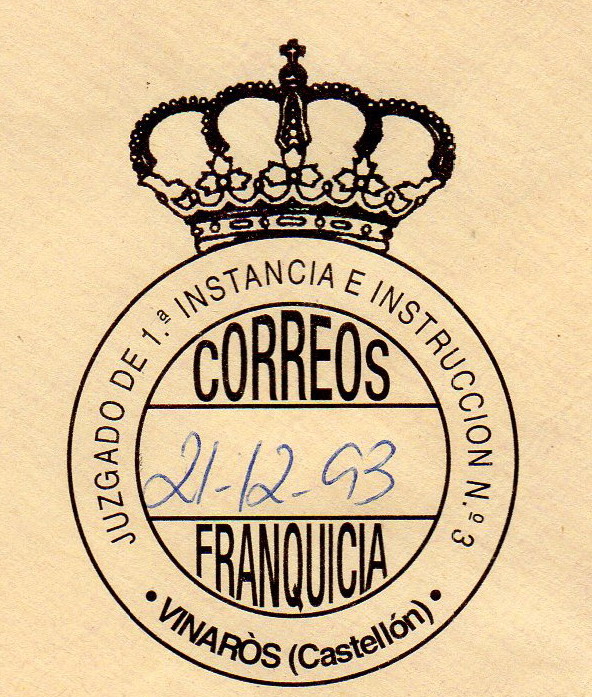 JUZGADO DE 1.ª INSTANCIA E INSTRUCCION N.º 3
CORREOS
21-12-93
FRANQUICIA
• VINARÒS (Castellón) •